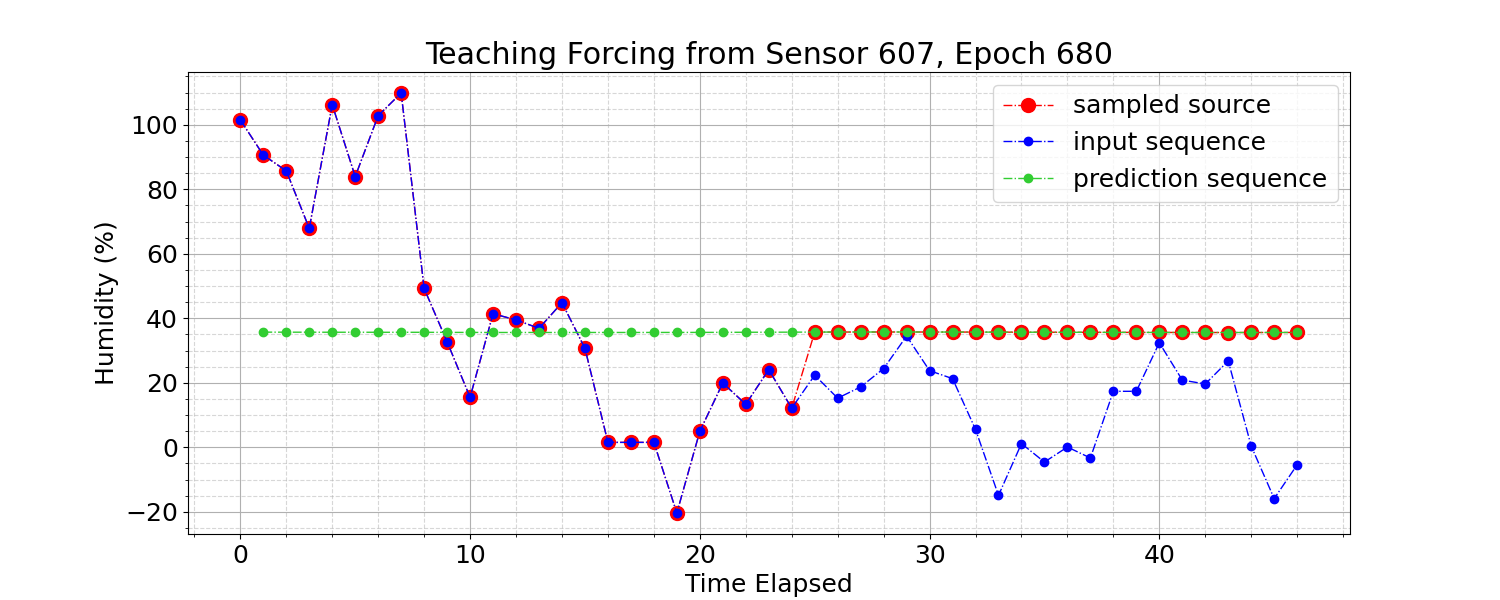 Teaching Forcing from Sensor 607, Epoch 680
sampled source
input sequence
prediction sequence
Humidity (%)
100
80
60
40
20
0
−20
0 10 20 30 40
Time Elapsed